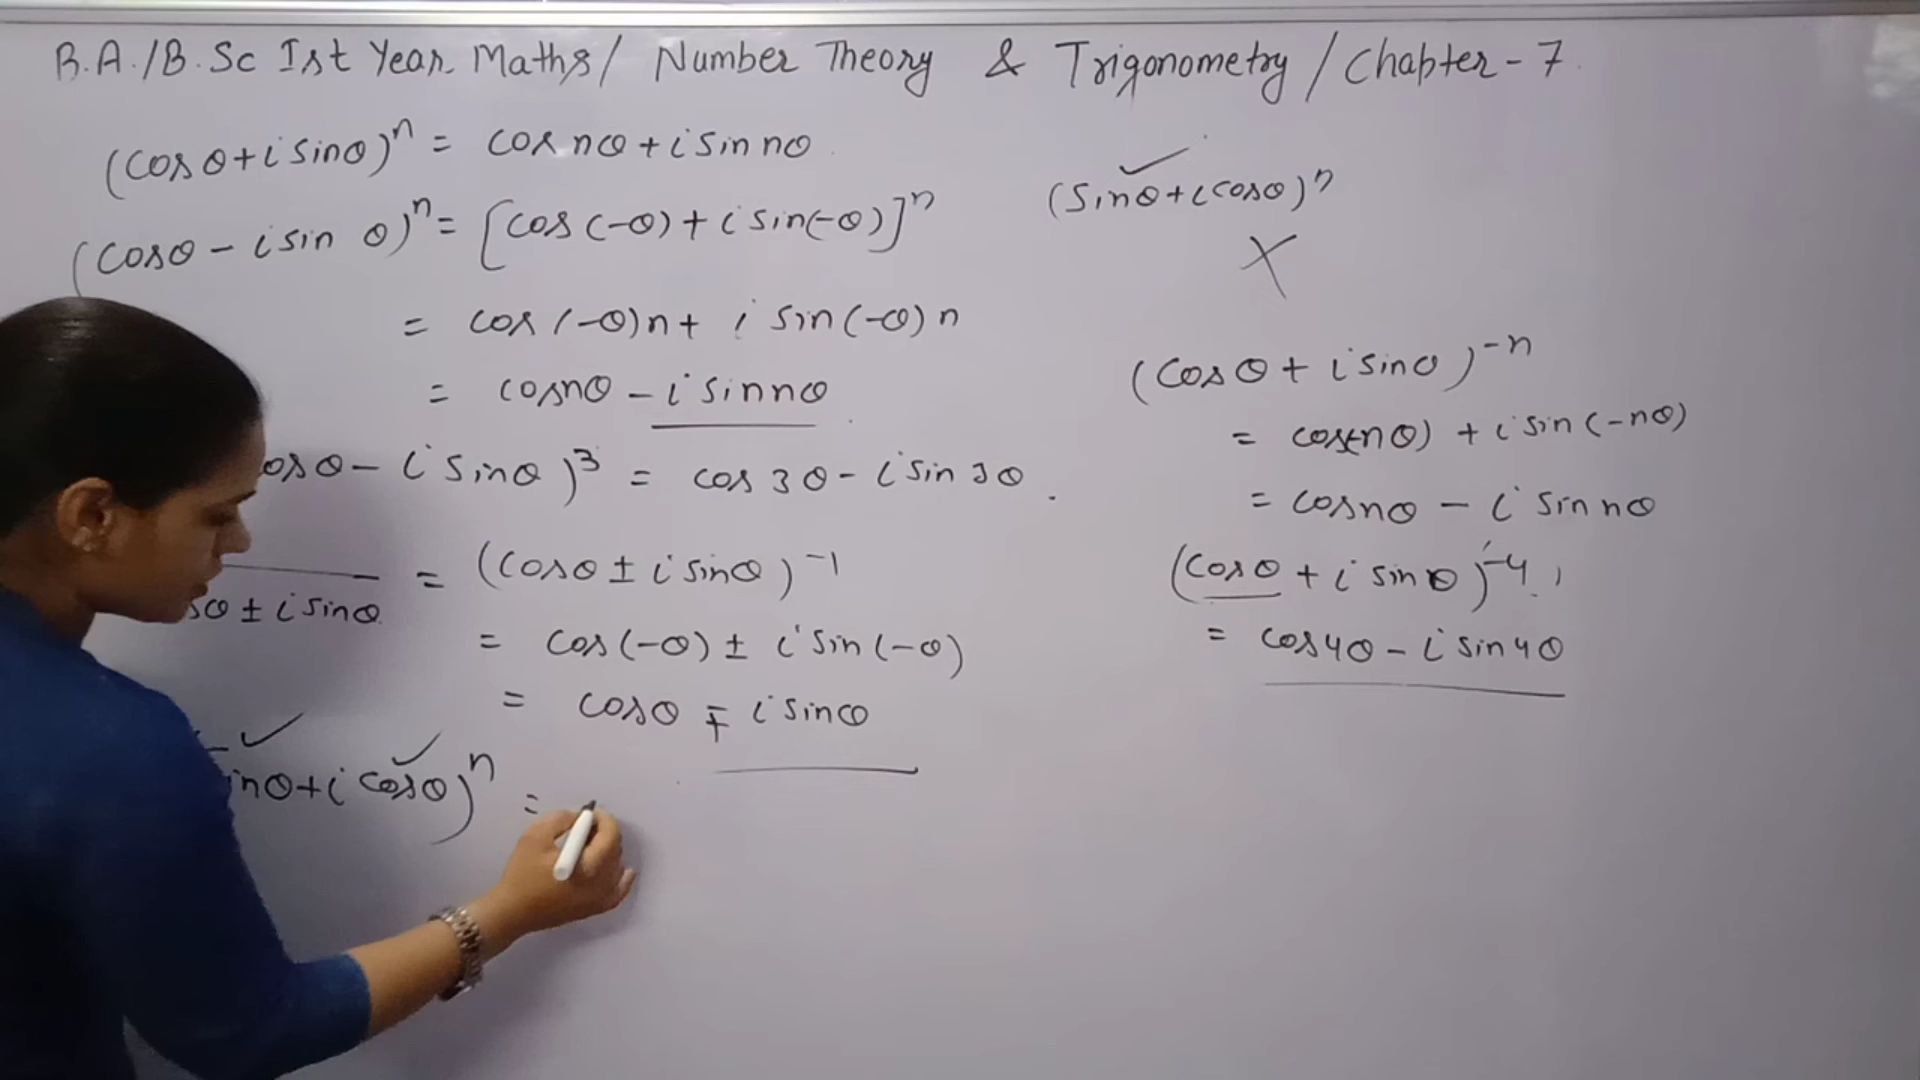 B.A./B.Sc Ist Year Maths/ Number Theory & Trigonometry / Chapter-7
(cosθ+i sinθ)^n = cos nθ + i sin nθ
(cosθ - i sin θ)^n = [cos(-θ) + i sin(-θ)]^n
= cos(-θ)n + i sin(-θ)n
= cosnθ - i sinnθ
osθ - i sinθ)^3 = cos 3θ - i sin 3θ.
sθ ± i sinθ = (cosθ ± i sinθ)^-1
= cos(-θ) ± i sin(-θ)
= cosθ ∓ i sinθ
inθ+i cosθ)^n =
(sinθ+i cosθ)^n
X
(cosθ + i sinθ)^-n
= cos(-nθ) + i sin(-nθ)
= cosnθ - i sin nθ
(cosθ + i sinθ)^-4,
= cos4θ - i sin4θ